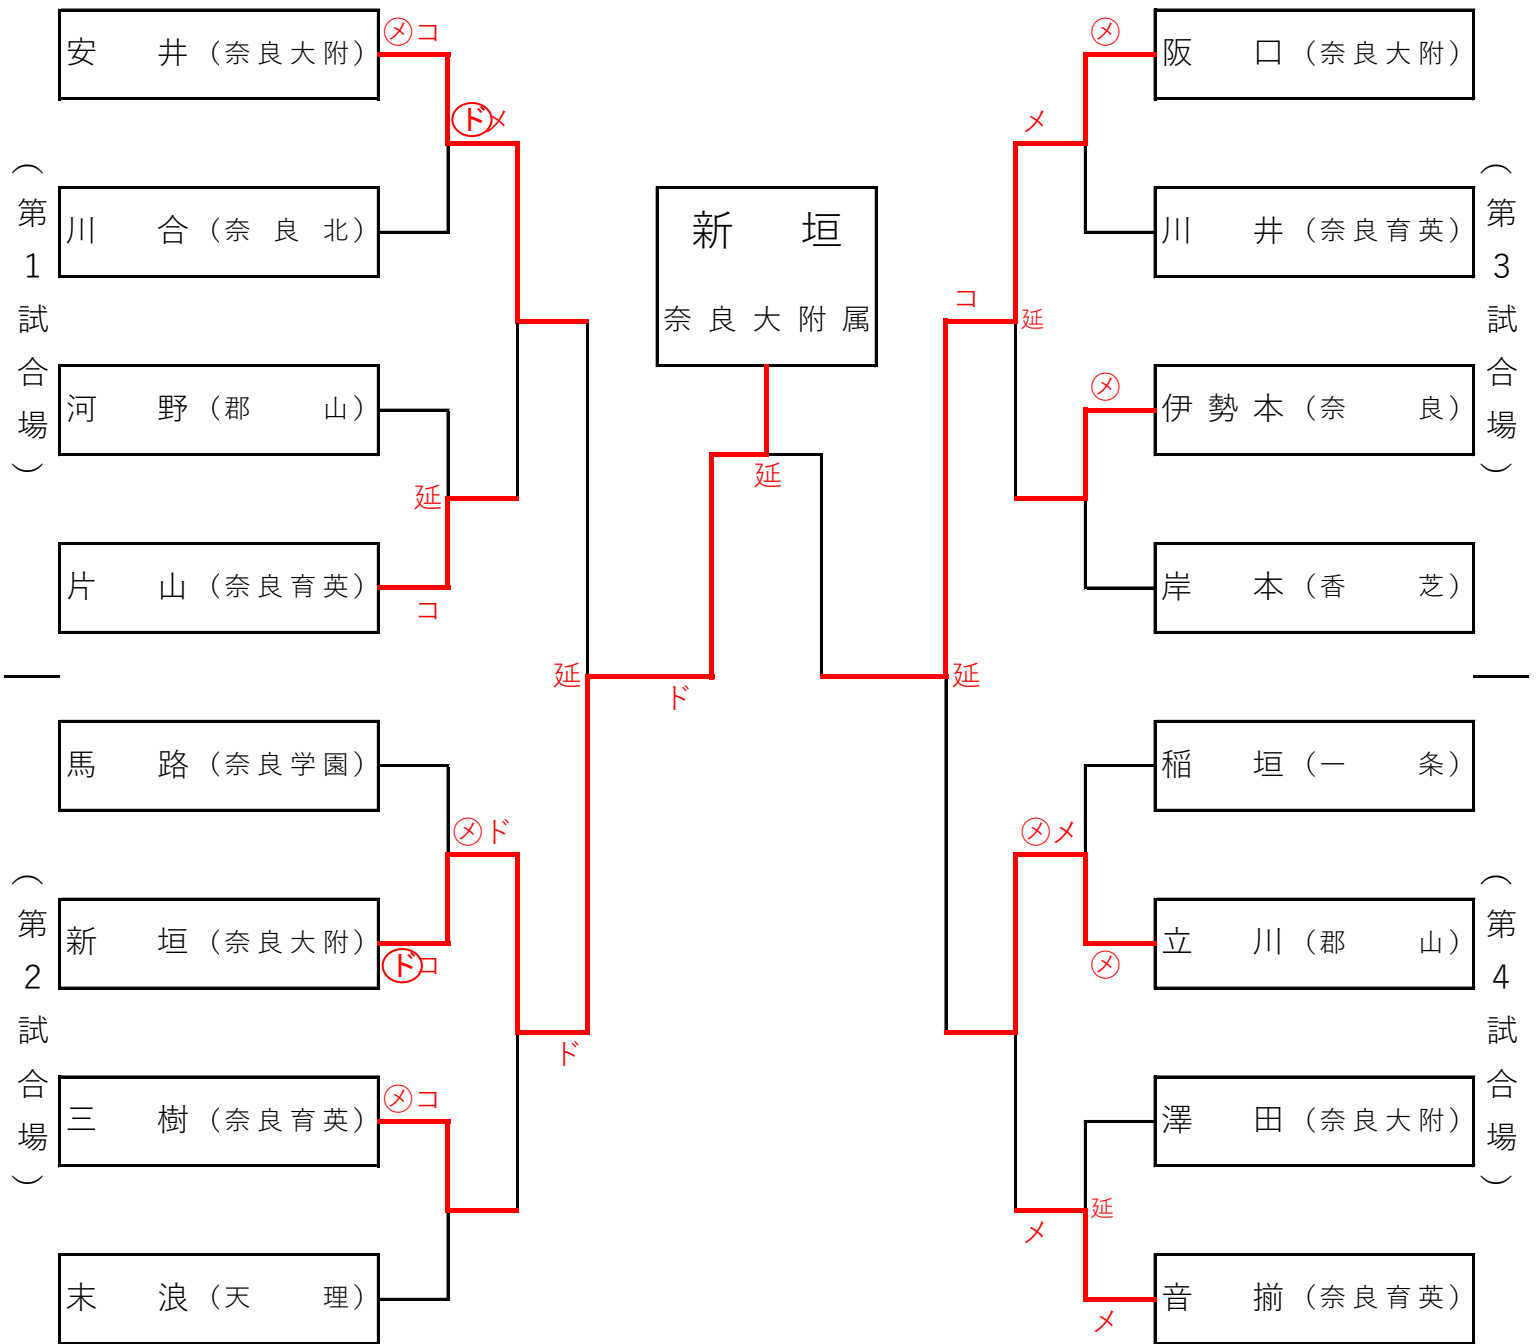 ㋱コ
安井(奈良大附)
㋣゙メ
(第1試合場)
川合(奈良北)
河野(郡山)
延
片山(奈良育英)
コ
延
ド
馬路(奈良学園)
㋱ド
(第2試合場)
新垣(奈良大附)
㋣゙コ
ド
㋱コ
三樹(奈良育英)
末浪(天理)
新垣
奈良大附属
延
㋱
阪口(奈良大附)
メ
(第3試合場)
川井(奈良育英)
コ
延
㋱
伊勢本(奈良)
岸本(香芝)
延
稲垣(一条)
㋱メ
(第4試合場)
立川(郡山)
㋱
澤田(奈良大附)
延
メ
音揃(奈良育英)
メ